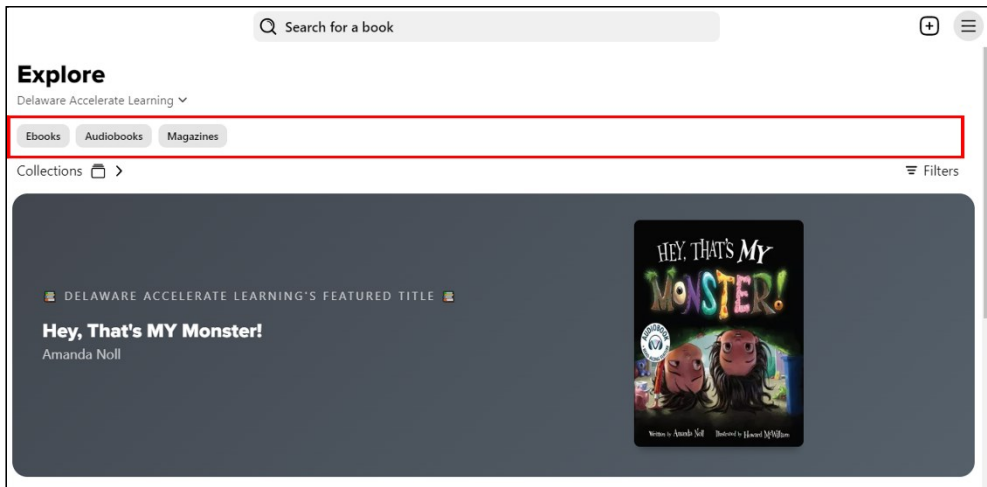 Search for a book
Explore
Delaware Accelerate Learning
Ebooks Audiobooks Magazines
Collections
Filters
DELAWARE ACCELERATE LEARNING'S FEATURED TITLE
Hey, That's MY Monster!
Amanda Noll
HEY, THAT'S MY
MONSTER!
AUDIOBOOK
Written by Amanda Noll Illustrated by Howard McWilliam